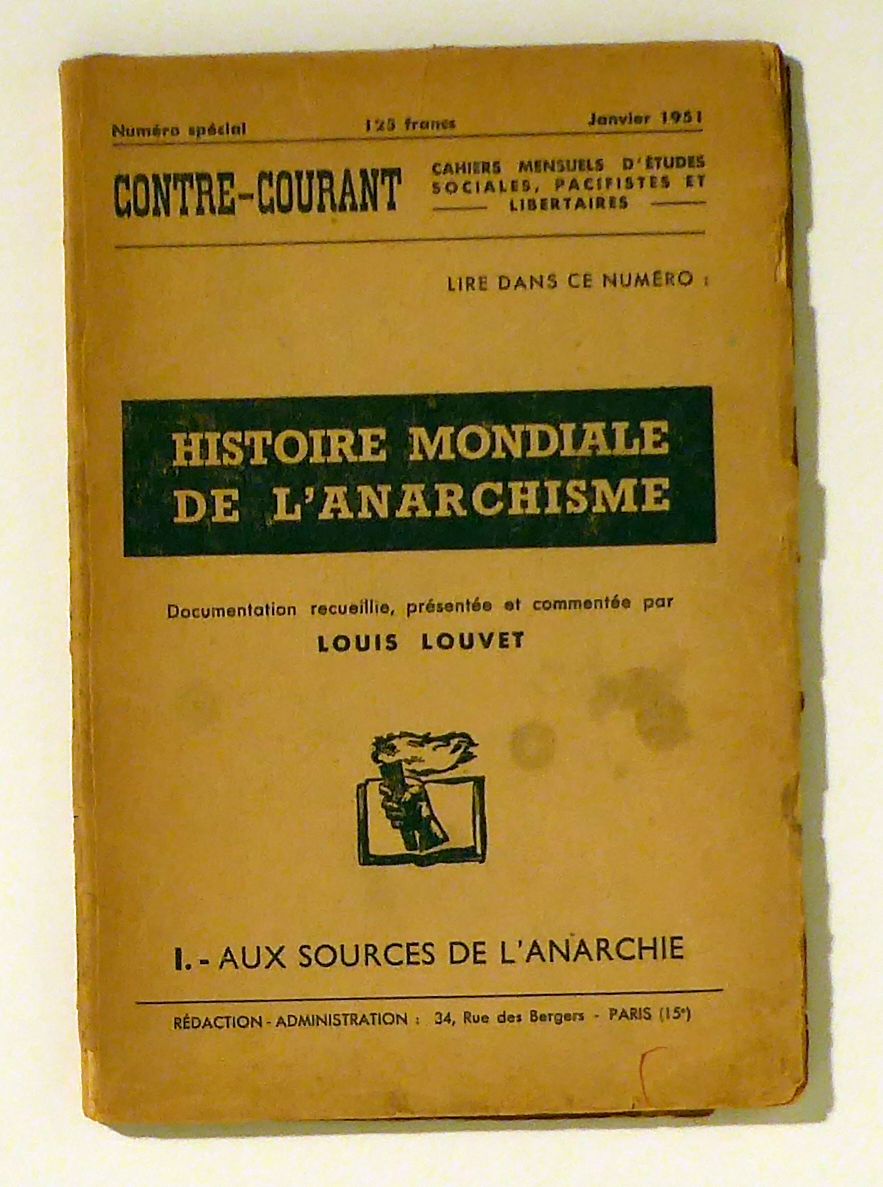 Numéro spécial 125 francs Janvier 1951
CONTRE-COURANT
CAHIERS MENSUELS D'ÉTUDES
SOCIALES, PACIFISTES ET
LIBERTAIRES
LIRE DANS CE NUMÉRO :
HISTOIRE MONDIALE
DE L'ANARCHISME
Documentation recueillie, présentée et commentée par
LOUIS LOUVET
I. - AUX SOURCES DE L'ANARCHIE
RÉDACTION - ADMINISTRATION : 34, Rue des Bergers - PARIS (15e)